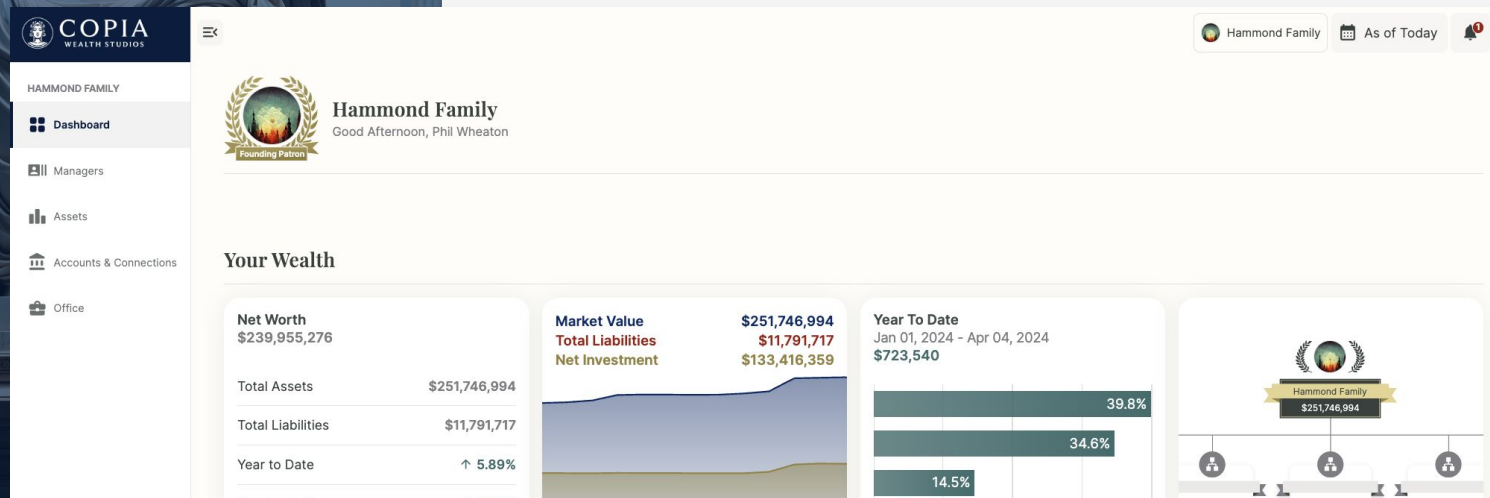 COPIA
WEALTH STUDIOS
Hammond Family
As of Today
1
HAMMOND FAMILY
Dashboard
Managers
Assets
Accounts & Connections
Office
Founding Patron
Hammond Family
Good Afternoon, Phil Wheaton
Your Wealth
Net Worth
$239,955,276
Total Assets $251,746,994
Total Liabilities $11,791,717
Year to Date ↑ 5.89%
Market Value $251,746,994
Total Liabilities $11,791,717
Net Investment $133,416,359
Year To Date
Jan 01, 2024 - Apr 04, 2024
$723,540
39.8%
34.6%
14.5%
Hammond Family
$251,746,994